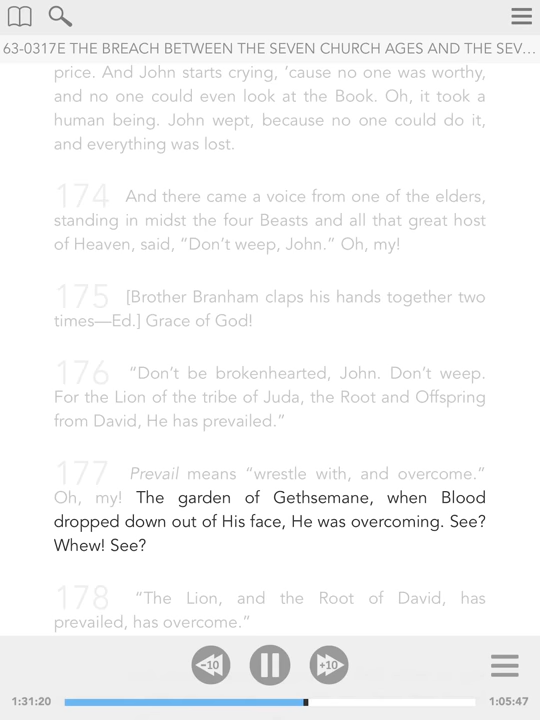 63-0317E THE BREACH BETWEEN THE SEVEN CHURCH AGES AND THE SEV...
price. And John starts crying, ’cause no one was worthy,
and no one could even look at the Book. Oh, it took a
human being. John wept, because no one could do it,
and everything was lost.
174 And there came a voice from one of the elders,
standing in midst the four Beasts and all that great host
of Heaven, said, “Don’t weep, John.” Oh, my!
175 [Brother Branham claps his hands together two
times—Ed.] Grace of God!
176 “Don’t be brokenhearted, John. Don’t weep.
For the Lion of the tribe of Juda, the Root and Offspring
from David, He has prevailed.”
177 Prevail means “wrestle with, and overcome.”
Oh, my! The garden of Gethsemane, when Blood
dropped down out of His face, He was overcoming. See?
Whew! See?
178 “The Lion, and the Root of David, has
prevailed, has overcome.”
-10 +10
1:31:20 1:05:47